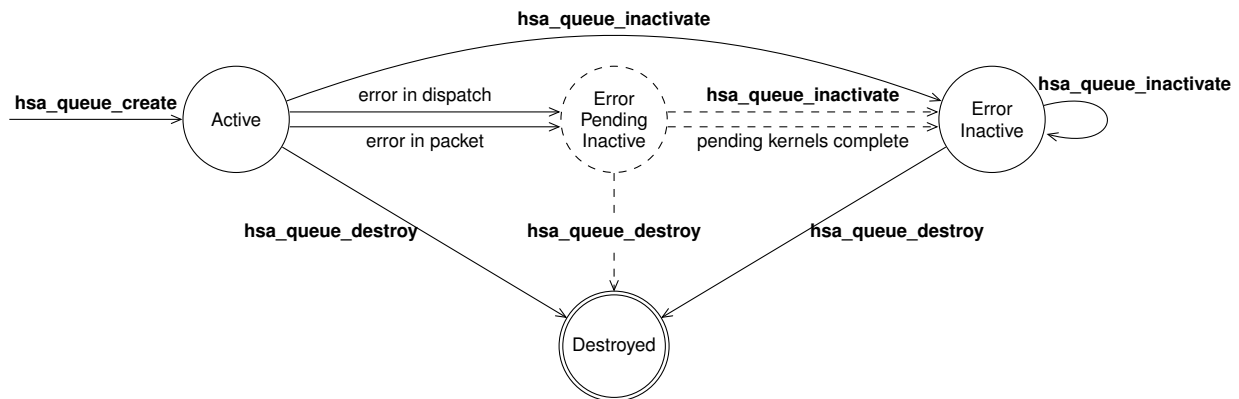 hsa_queue_inactivate
hsa_queue_create
Active
error in dispatch
error in packet
Error
Pending
Inactive
hsa_queue_inactivate
pending kernels complete
Error
Inactive
hsa_queue_inactivate
hsa_queue_destroy
hsa_queue_destroy
hsa_queue_destroy
Destroyed